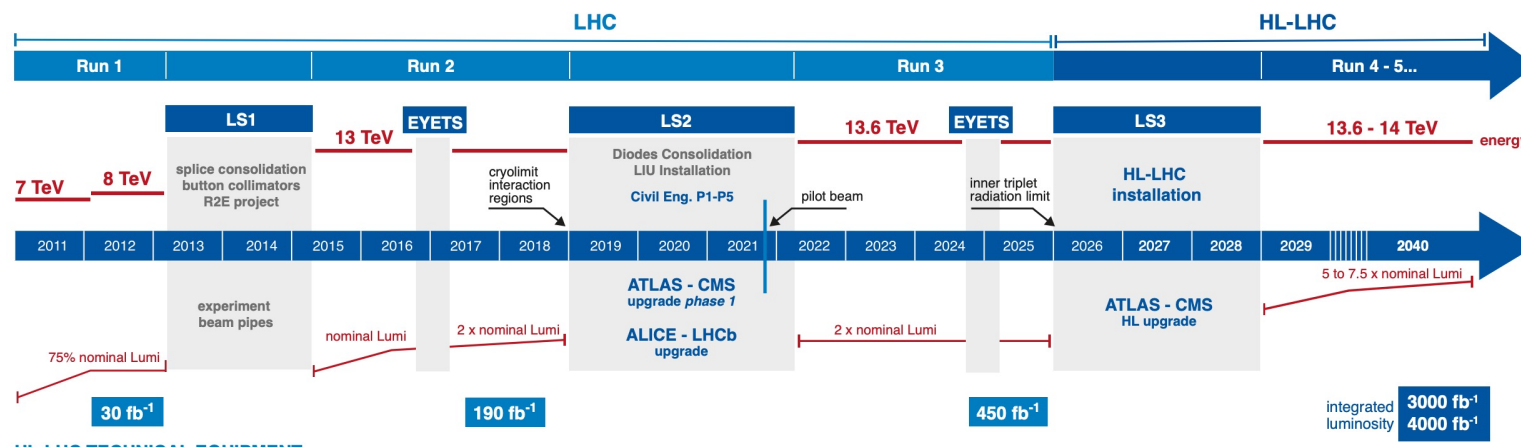 LHC
HL-LHC
Run 1
Run 2
Run 3
Run 4 - 5...
LS1
EYETS
LS2
EYETS
LS3
7 TeV
8 TeV
13 TeV
13.6 TeV
13.6 - 14 TeV
energy
splice consolidation
button collimators
R2E project
cryolimit
interaction
regions
Diodes Consolidation
LIU Installation
Civil Eng. P1-P5
pilot beam
inner triplet
radiation limit
HL-LHC
installation
2011 2012 2013 2014 2015 2016 2017 2018 2019 2020 2021 2022 2023 2024 2025 2026 2027 2028 2029 2040
experiment
beam pipes
ATLAS - CMS
upgrade phase 1
ALICE - LHCb
upgrade
ATLAS - CMS
HL upgrade
75% nominal Lumi
nominal Lumi
2 x nominal Lumi
2 x nominal Lumi
5 to 7.5 x nominal Lumi
30 fb-1
190 fb-1
450 fb-1
integrated
luminosity
3000 fb-1
4000 fb-1